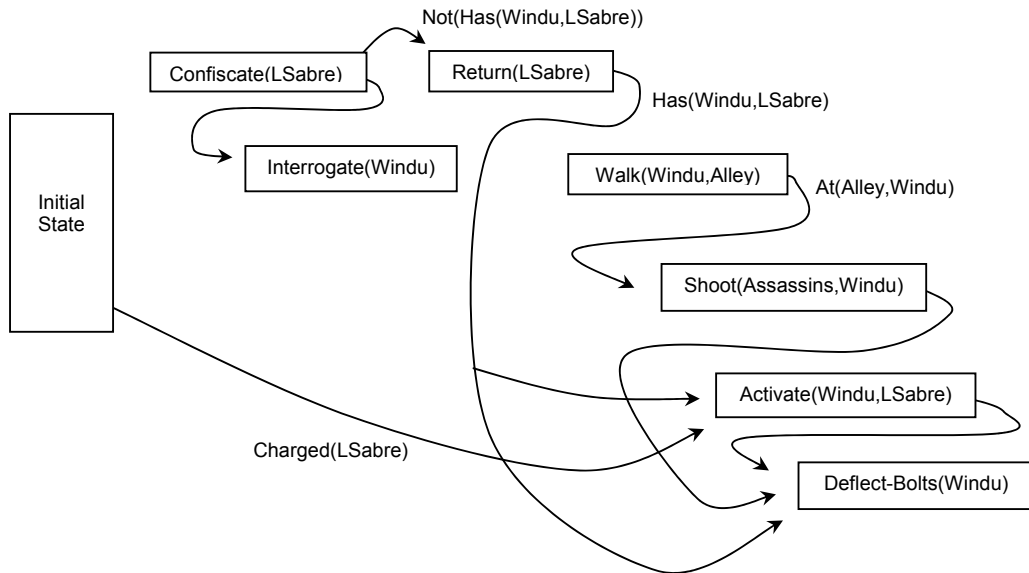 Not(Has(Windu,LSabre))
Confiscate(LSabre)
Return(LSabre)
Has(Windu,LSabre)
Interrogate(Windu)
Walk(Windu,Alley)
At(Alley,Windu)
Initial
State
Shoot(Assassins,Windu)
Activate(Windu,LSabre)
Charged(LSabre)
Deflect-Bolts(Windu)